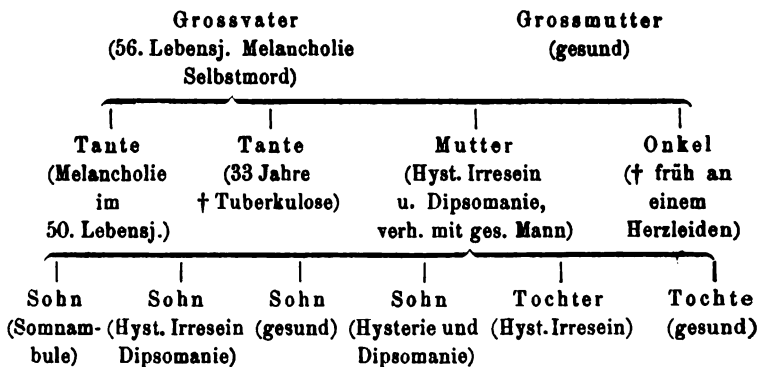 Grossvater Grossmutter
(56. Lebensj. Melancholie (gesund)
Selbstmord)
Tante Tante Mutter Onkel
(Melancholie (33 Jahre (Hyst. Irresein († früh an
im † Tuberkulose) u. Dipsomanie, einem
50. Lebensj.) verh. mit ges. Mann) Herzleiden)
Sohn Sohn Sohn Sohn Tochter Tochte
(Somnam- (Hyst. Irresein (gesund) (Hysterie und (Hyst. Irresein) (gesund)
bule) Dipsomanie) Dipsomanie)